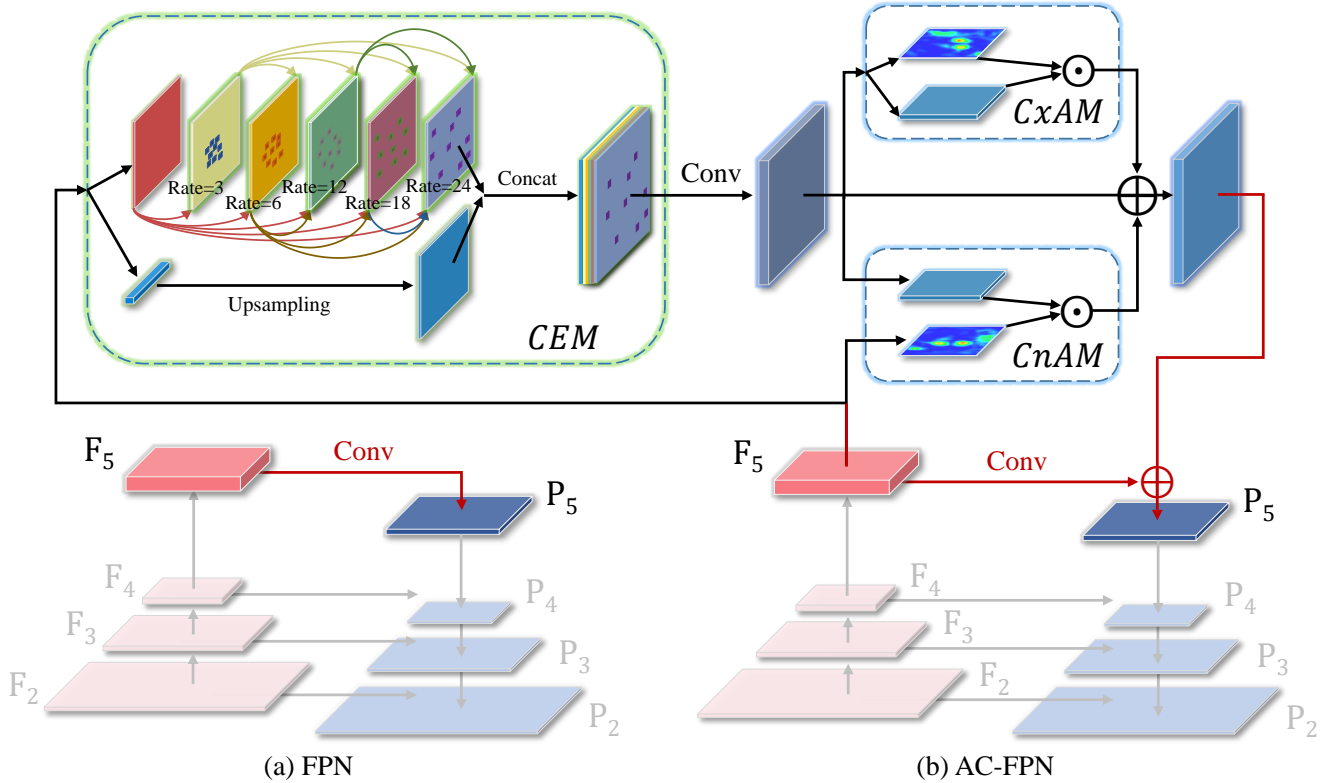 Rate=3
Rate=6
Rate=12
Rate=18
Rate=24
Concat
Conv
Upsampling
CEM
CxAM
CnAM
F5
Conv
P5
F4
P4
F3
P3
F2
P2
(a) FPN
F5
Conv
P5
F4
P4
F3
P3
F2
P2
(b) AC-FPN